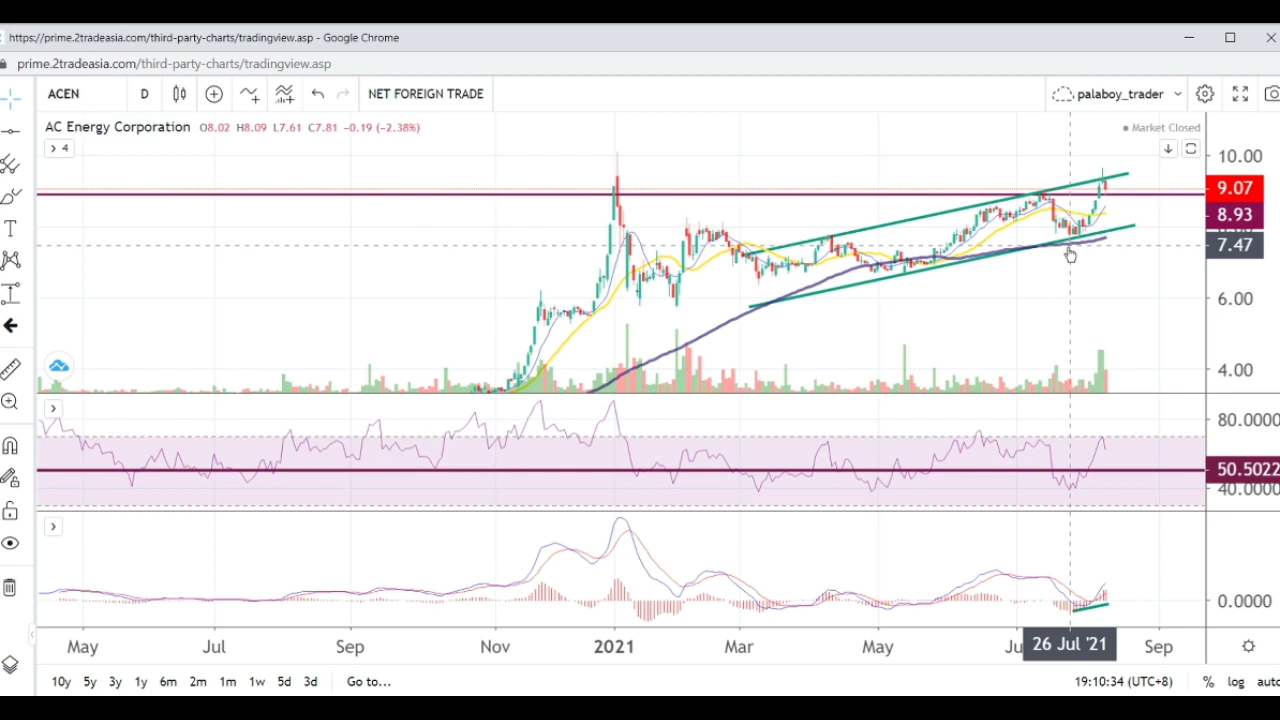 https://prime.2tradeasia.com/third-party-charts/tradingview.asp - Google Chrome
prime.2tradeasia.com/third-party-charts/tradingview.asp
ACEN D NET FOREIGN TRADE palaboy_trader
AC Energy Corporation O8.02 H8.09 L7.61 C7.81 −0.19 (−2.38%)
Market Closed
4
10.00
9.07
8.93
7.47
6.00
4.00
80.0000
50.5022
40.0000
0.0000
May Jul Sep Nov 2021 Mar May Ju 26 Jul '21 Sep
10y 5y 3y 1y 6m 2m 1m 1w 5d 3d Go to... 19:10:34 (UTC+8) % log auto